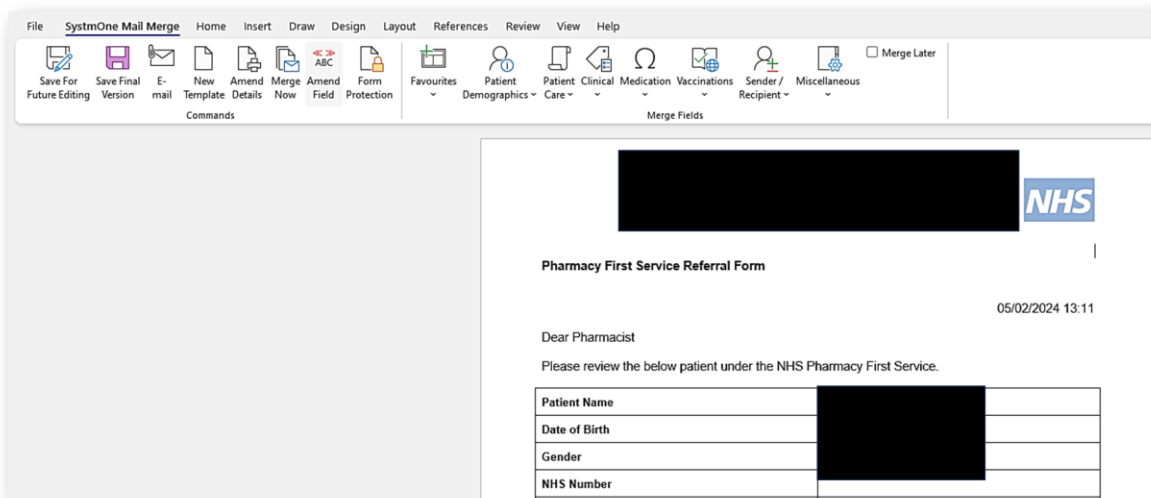 File SystmOne Mail Merge Home Insert Draw Design Layout References Review View Help
Save For Future Editing
Save Final Version
E-mail
New Template
Amend Details
Merge Now
ABC
Amend Field
Form Protection
Commands
Favourites
Patient Demographics
Patient Care
Clinical
Medication
Vaccinations
Sender / Recipient
Miscellaneous
Merge Fields
Merge Later
NHS
Pharmacy First Service Referral Form
05/02/2024 13:11
Dear Pharmacist
Please review the below patient under the NHS Pharmacy First Service.
Patient Name
Date of Birth
Gender
NHS Number